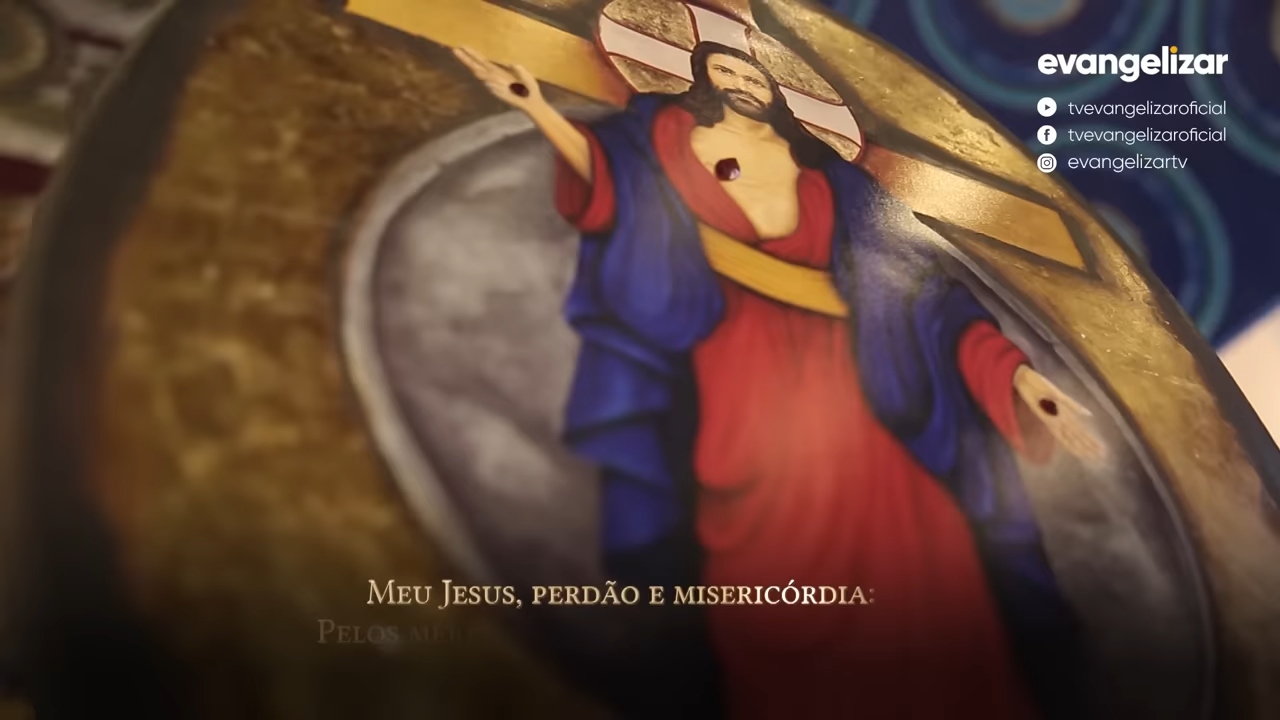 evangelizar
tvevangelizaroficial
tvevangelizaroficial
evangelizartv
Meu Jesus, perdão e misericórdia:
Pelos